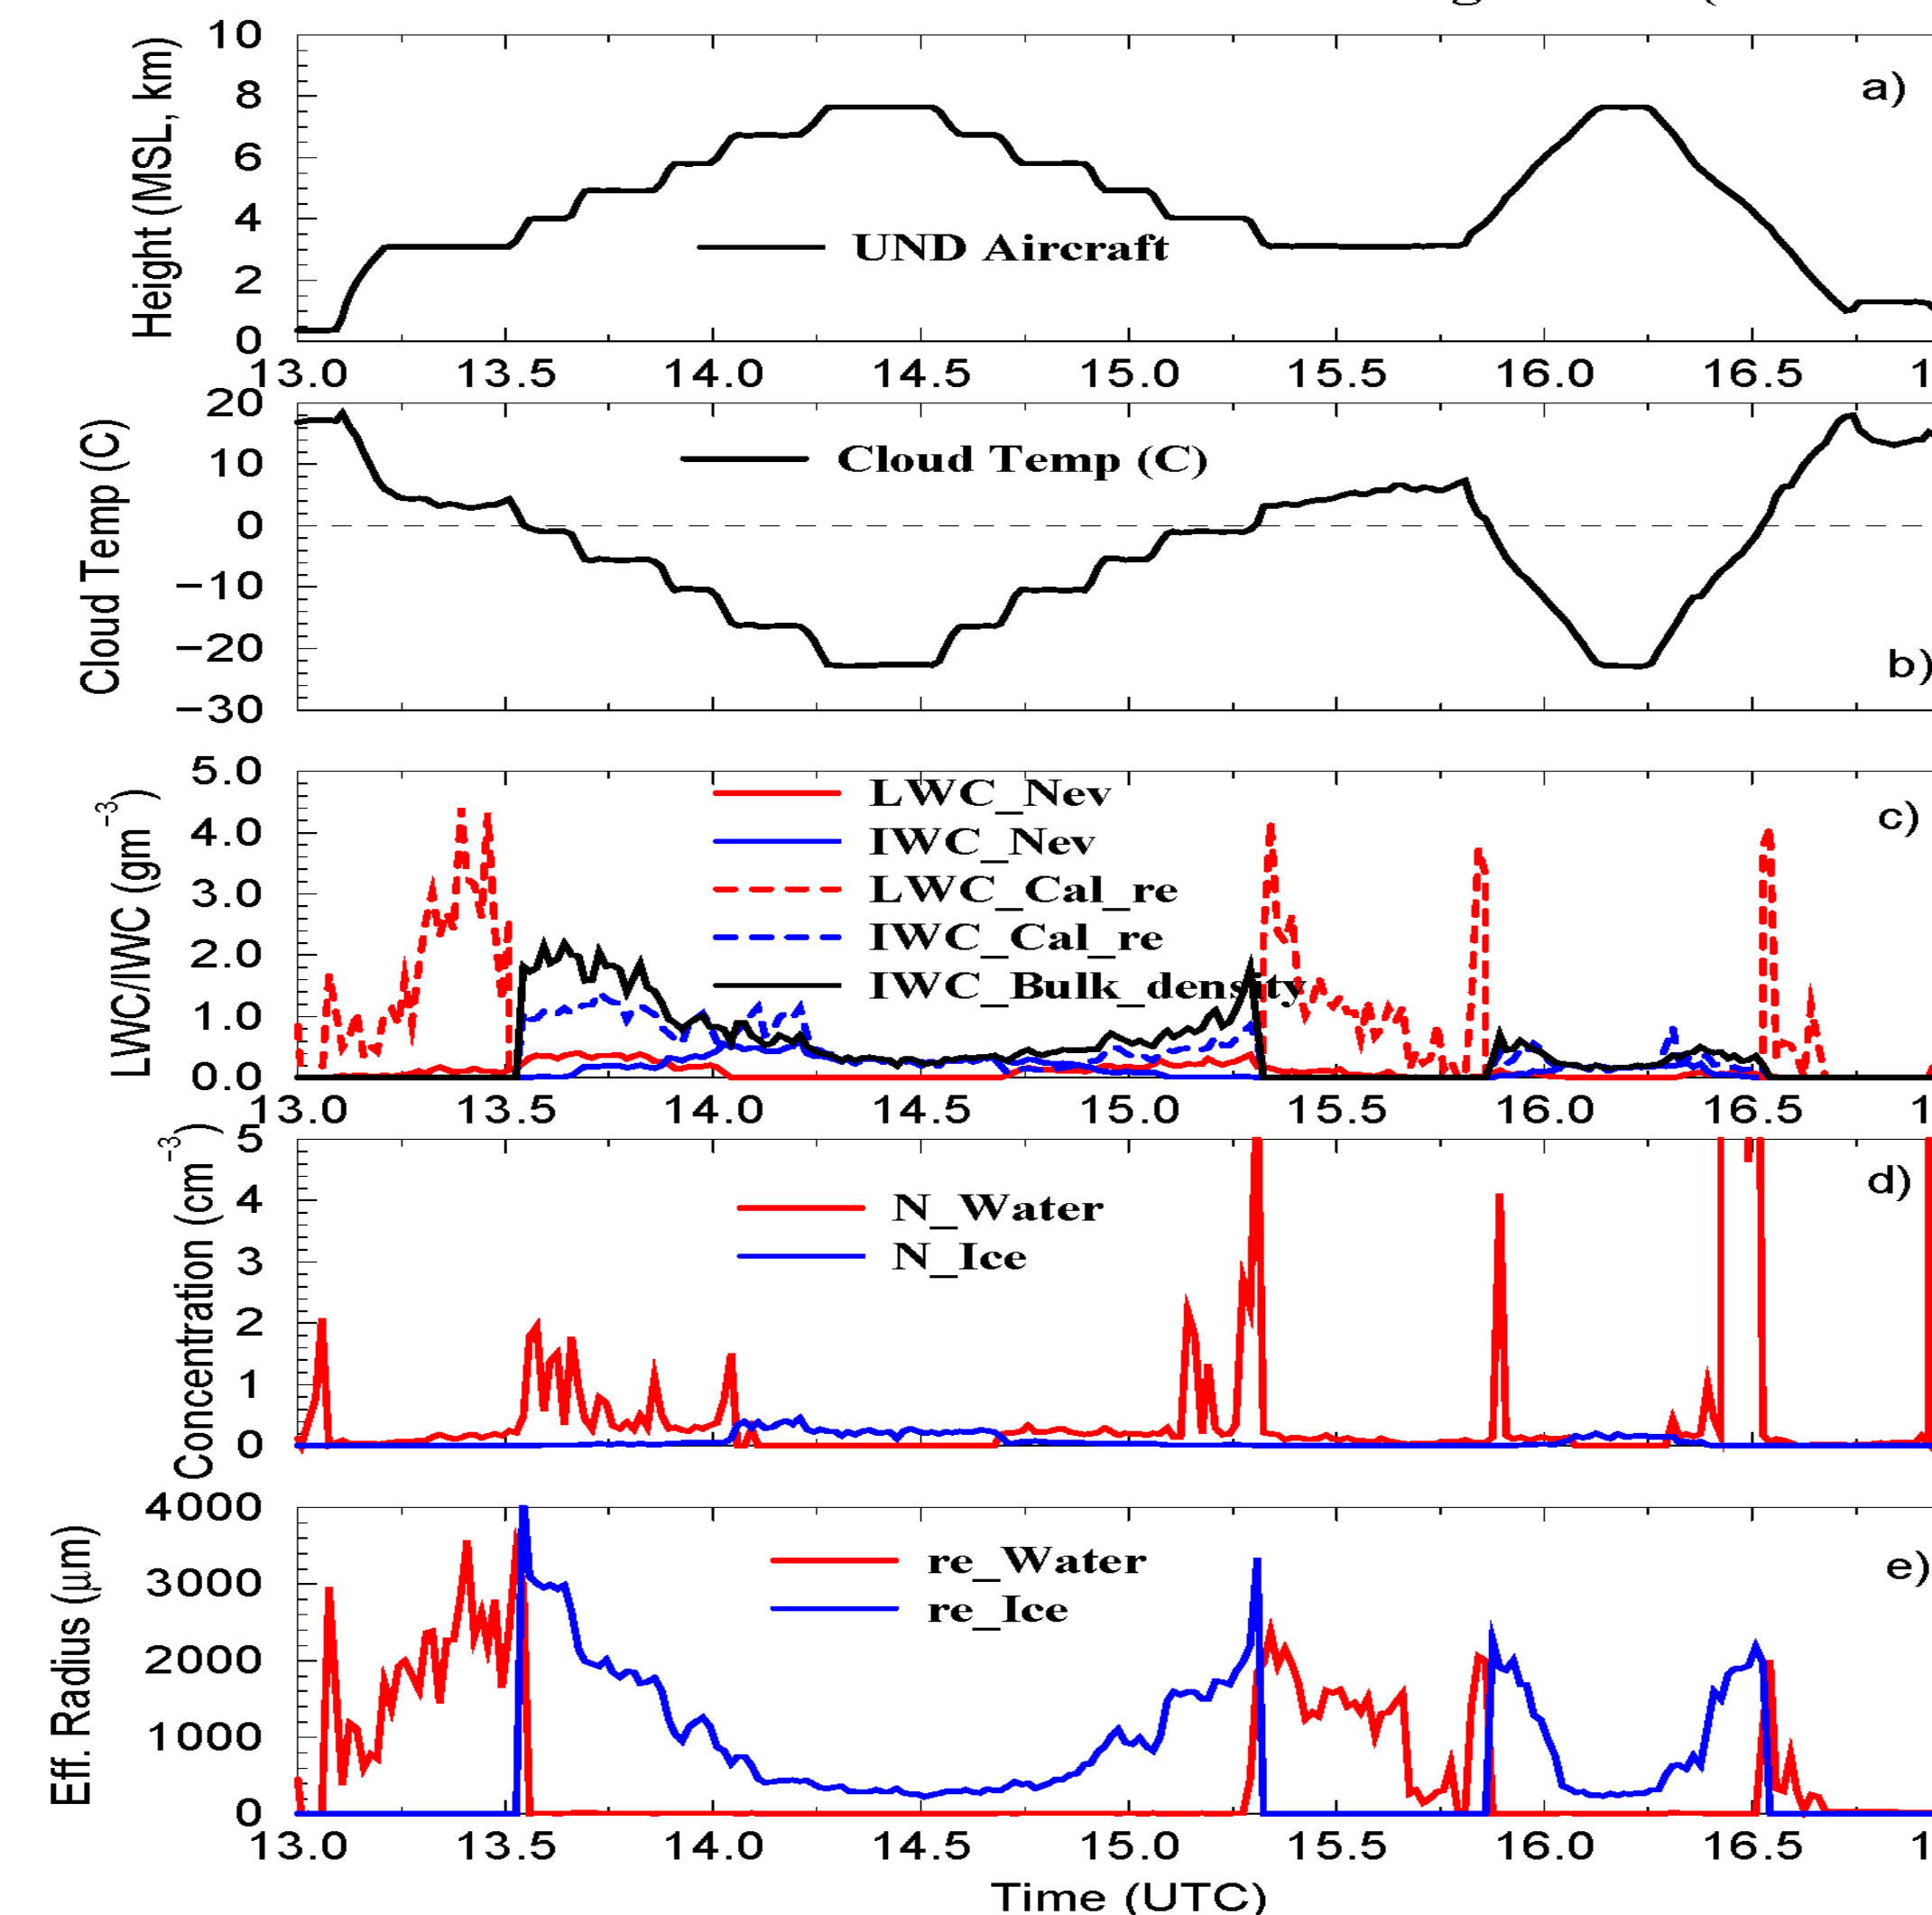 10
a)
8
6
4
2
0
Height (MSL, km)
UND Aircraft
13.0 13.5 14.0 14.5 15.0 15.5 16.0 16.5 1
20
10
0
−10
−20
−30
Cloud Temp (C)
Cloud Temp (C)
b)
5.0
4.0
3.0
2.0
1.0
0.0
LWC/IWC (gm⁻³)
LWC_Nev
IWC_Nev
LWC_Cal_re
IWC_Cal_re
IWC_Bulk_density
c)
13.0 13.5 14.0 14.5 15.0 15.5 16.0 16.5 1
5
4
3
2
1
0
Concentration (cm⁻³)
N_Water
N_Ice
d)
4000
3000
2000
1000
0
Eff. Radius (μm)
re_Water
re_Ice
e)
13.0 13.5 14.0 14.5 15.0 15.5 16.0 16.5 1
Time (UTC)